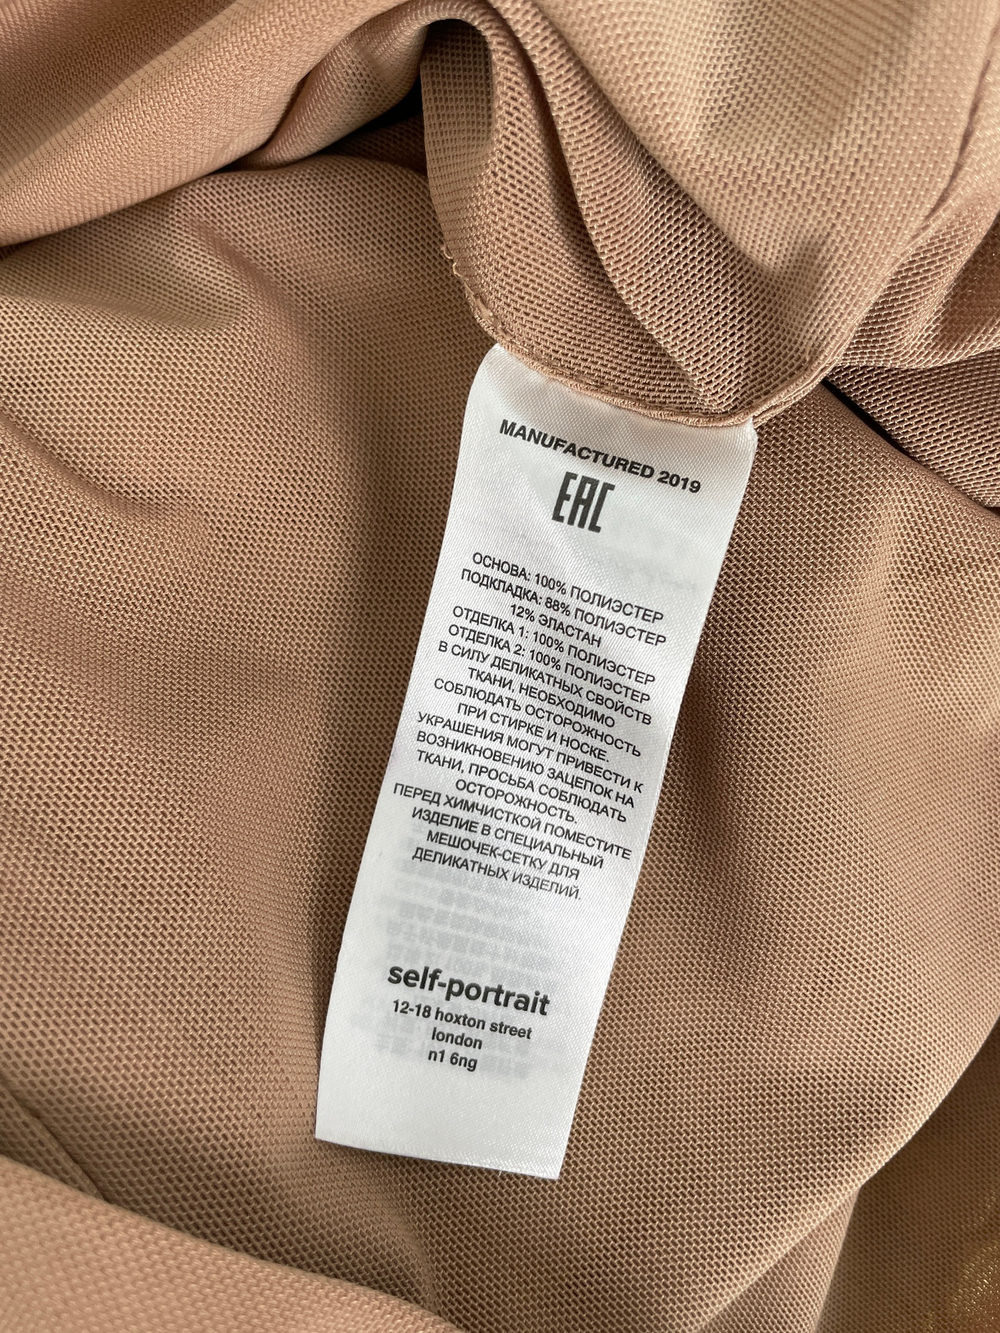 MANUFACTURED 2019
EAC
ОСНОВА: 100% ПОЛИЭСТЕР
ПОДКЛАДКА: 88% ПОЛИЭСТЕР
12% ЭЛАСТАН
ОТДЕЛКА 1: 100% ПОЛИЭСТЕР
ОТДЕЛКА 2: 100% ПОЛИЭСТЕР
В СИЛУ ДЕЛИКАТНЫХ СВОЙСТВ
ТКАНИ, НЕОБХОДИМО
СОБЛЮДАТЬ ОСТОРОЖНОСТЬ
ПРИ СТИРКЕ И НОСКЕ.
УКРАШЕНИЯ МОГУТ ПРИВЕСТИ К
ВОЗНИКНОВЕНИЮ ЗАЦЕПОК НА
ТКАНИ, ПРОСЬБА СОБЛЮДАТЬ
ОСТОРОЖНОСТЬ.
ПЕРЕД ХИМЧИСТКОЙ ПОМЕСТИТЕ
ИЗДЕЛИЕ В СПЕЦИАЛЬНЫЙ
МЕШОЧЕК-СЕТКУ ДЛЯ
ДЕЛИКАТНЫХ ИЗДЕЛИЙ.
self-portrait
12-18 hoxton street
london
n1 6ng